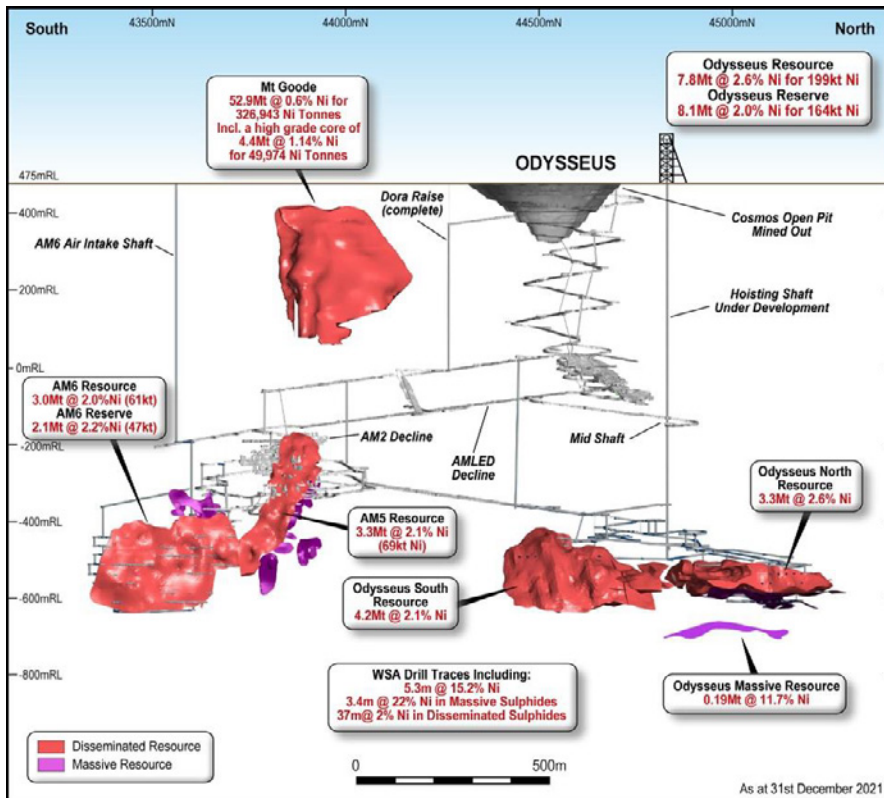 South
43500mN
44000mN
44500mN
45000mN
North
Mt Goode
52.9Mt @ 0.6% Ni for
326,943 Ni Tonnes
Incl. a high grade core of
4.4Mt @ 1.14% Ni
for 49,974 Ni Tonnes
Odysseus Resource
7.8Mt @ 2.6% Ni for 199kt Ni
Odysseus Reserve
8.1Mt @ 2.0% Ni for 164kt Ni
ODYSSEUS
475mRL
400mRL
Dora Raise
(complete)
Cosmos Open Pit
Mined Out
AM6 Air Intake Shaft
200mRL
Hoisting Shaft
Under Development
0mRL
AM6 Resource
3.0Mt @ 2.0%Ni (61kt)
AM6 Reserve
2.1Mt @ 2.2%Ni (47kt)
-200mRL
AM2 Decline
AMLED
Decline
Mid Shaft
Odysseus North
Resource
3.3Mt @ 2.6% Ni
-400mRL
AM5 Resource
3.3Mt @ 2.1% Ni
(69kt Ni)
Odysseus South
Resource
4.2Mt @ 2.1% Ni
-600mRL
-800mRL
WSA Drill Traces Including:
5.3m @ 15.2% Ni
3.4m @ 22% Ni in Massive Sulphides
37m@ 2% Ni in Disseminated Sulphides
Odysseus Massive Resource
0.19Mt @ 11.7% Ni
Disseminated Resource
Massive Resource
0
500m
As at 31st December 2021